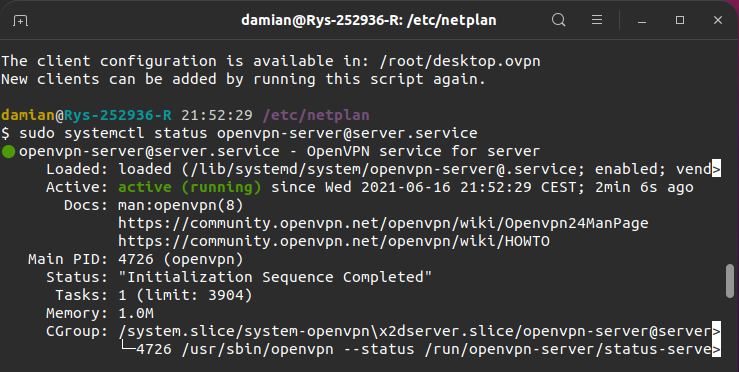 damian@Rys-252936-R: /etc/netplan
The client configuration is available in: /root/desktop.ovpn
New clients can be added by running this script again.
damian@Rys-252936-R 21:52:29 /etc/netplan
$ sudo systemctl status openvpn-server@server.service
● openvpn-server@server.service - OpenVPN service for server
Loaded: loaded (/lib/systemd/system/openvpn-server@.service; enabled; vend>
Active: active (running) since Wed 2021-06-16 21:52:29 CEST; 2min 6s ago
Docs: man:openvpn(8)
https://community.openvpn.net/openvpn/wiki/Openvpn24ManPage
https://community.openvpn.net/openvpn/wiki/HOWTO
Main PID: 4726 (openvpn)
Status: "Initialization Sequence Completed"
Tasks: 1 (limit: 3904)
Memory: 1.0M
CGroup: /system.slice/system-openvpn\x2dserver.slice/openvpn-server@server>
└─4726 /usr/sbin/openvpn --status /run/openvpn-server/status-serve>